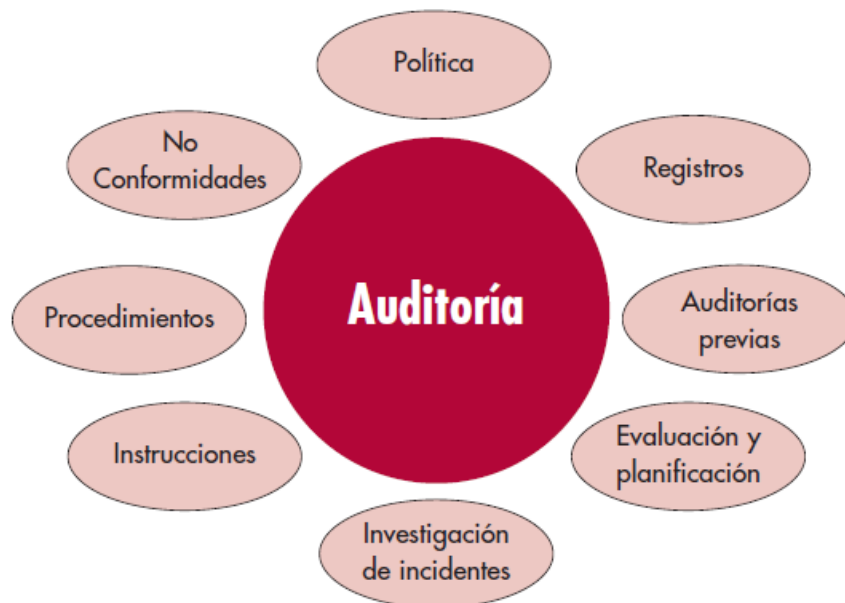 Política
No
Conformidades
Registros
Procedimientos
Auditoría
Auditorías
previas
Instrucciones
Evaluación y
planificación
Investigación
de incidentes